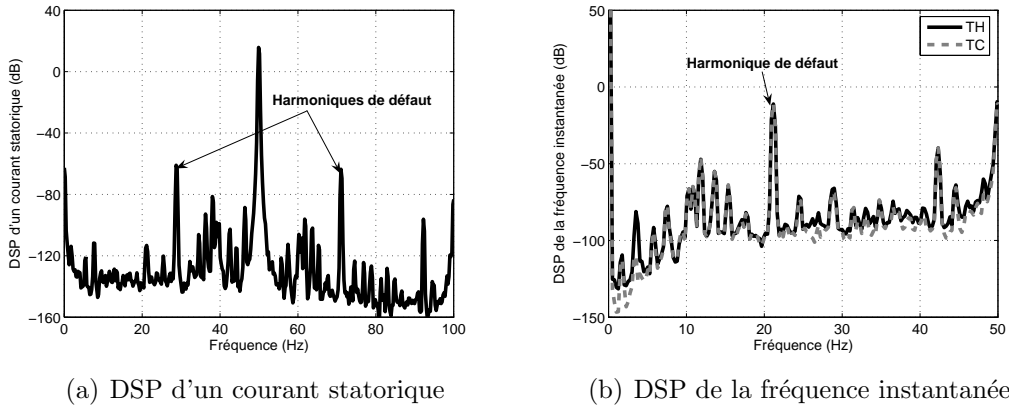 40
0
−40
−80
−120
−160
0
20
40
60
80
100
DSP d'un courant statorique (dB)
Fréquence (Hz)
Harmoniques de défaut
(a) DSP d'un courant statorique
50
0
−50
−100
−150
0
10
20
30
40
50
DSP de la fréquence instantanée (dB)
Fréquence (Hz)
Harmonique de défaut
TH
TC
(b) DSP de la fréquence instantanée